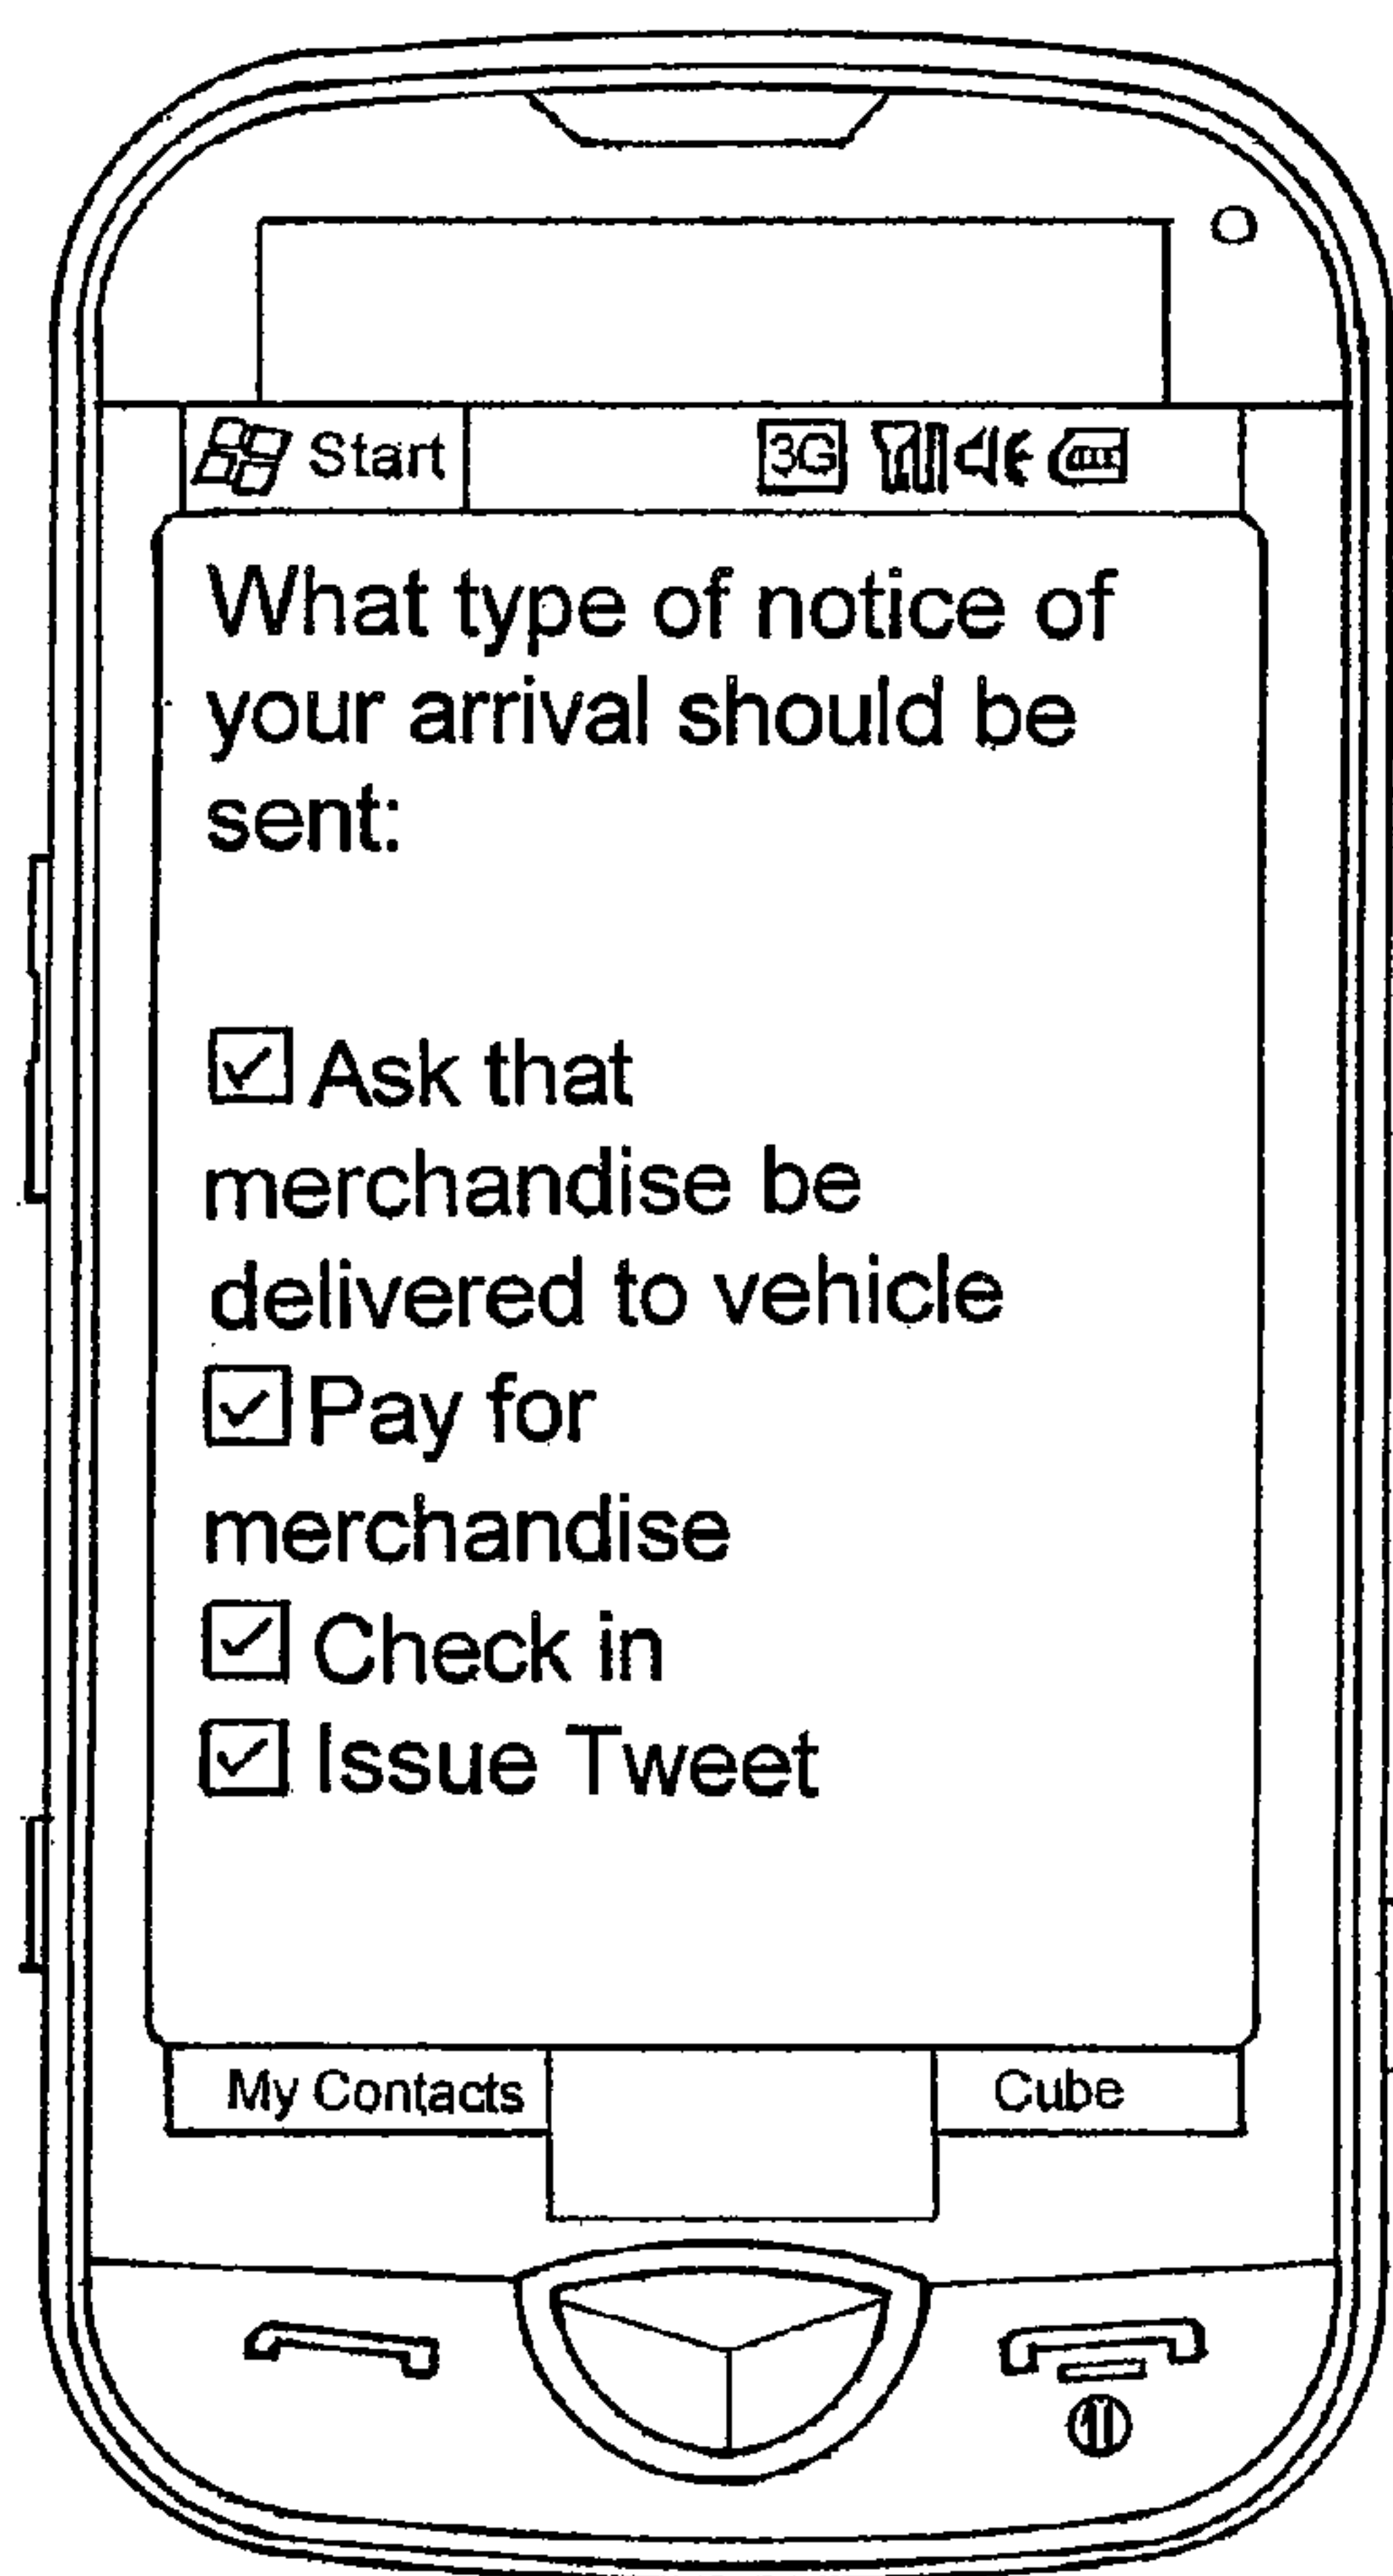 Start 3G
What type of notice of
your arrival should be
sent:
Ask that
merchandise be
delivered to vehicle
Pay for
merchandise
Check in
Issue Tweet
My Contacts Cube